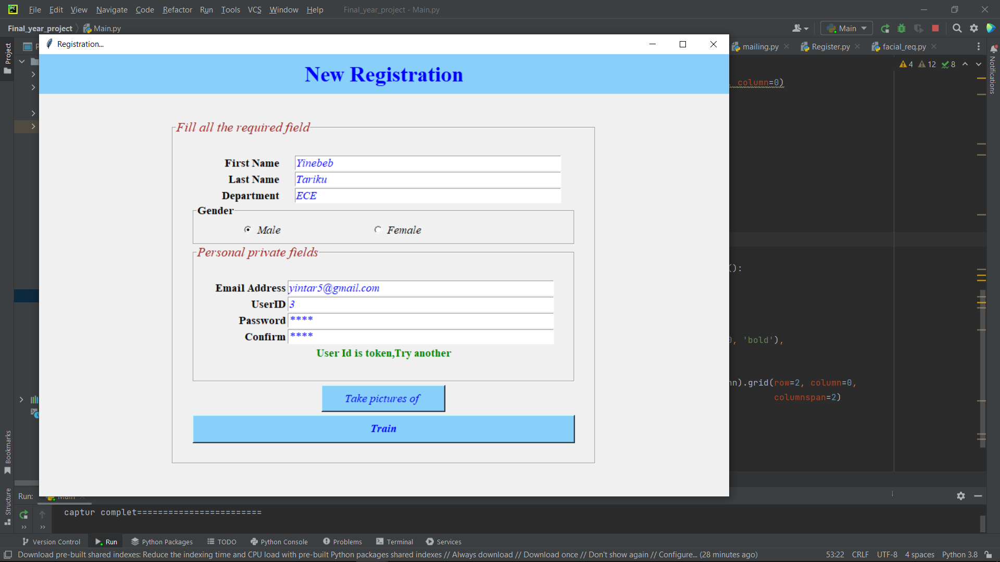 File Edit View Navigate Code Refactor Run Tools VCS Window Help Final_year_project - Main.py
Final_year_project Main.py Main
Project
Registration...
mailing.py Register.py facial_req.py
Notifications
New Registration
4 12 8
column=0)
Fill all the required field
First Name Yinebeb
Last Name Tariku
Department ECE
Gender
Male Female
Personal private fields
():
Email Address yintar5@gmail.com
UserID 3
Password ****
Confirm ****
, 'bold'),
User Id is token,Try another
).grid(row=2, column=0,
columnspan=2)
Take pictures of
Train
Bookmarks
Structure
Run: Main
captur complet========================
Version Control Run Python Packages TODO Python Console Problems Terminal Services
Download pre-built shared indexes: Reduce the indexing time and CPU load with pre-built Python packages shared indexes // Always download // Download once // Don't show again // Configure... (28 minutes ago) 53:22 CRLF UTF-8 4 spaces Python 3.8